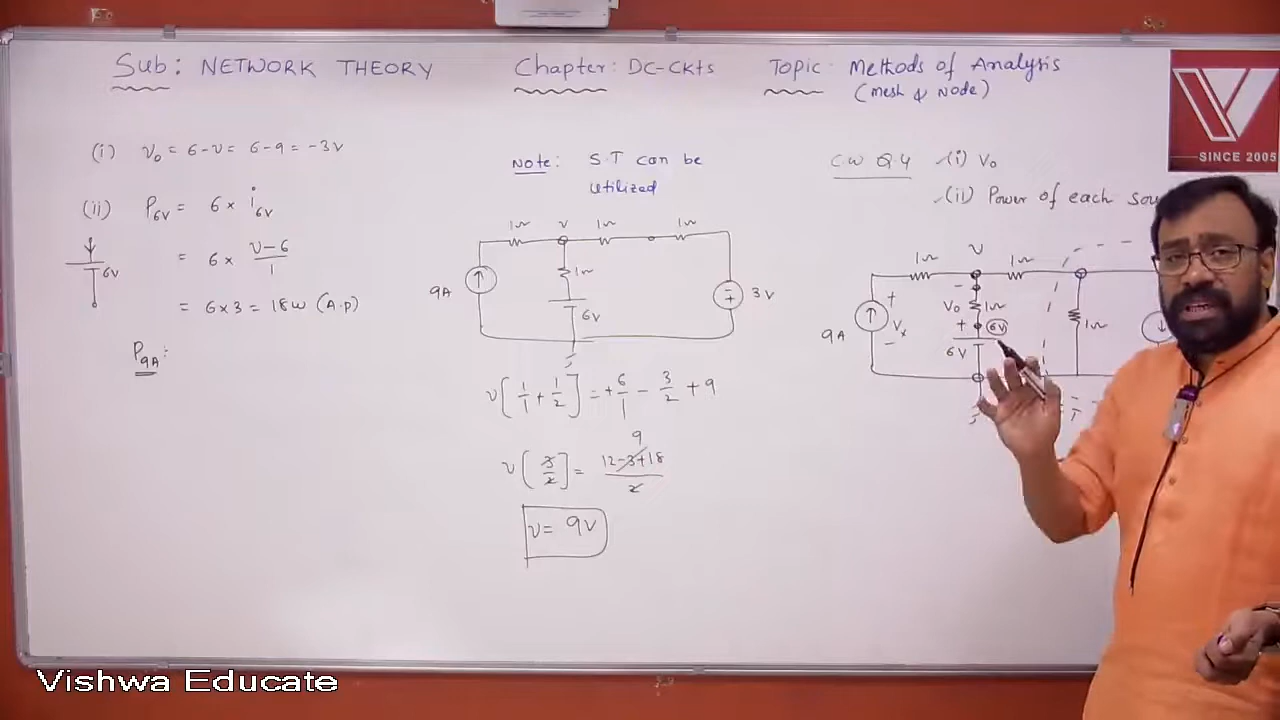 Sub: NETWORK THEORY Chapter: DC-Ckts Topic: Methods of Analysis
(mesh & Node)
SINCE 2005
(i) V₀ = 6-v = 6-9 = -3v
(ii) P6V = 6 × i6V
= 6 × v-6/1
= 6×3 = 18w (A.p)
6v
P9A:
Note: S.T can be
utilized
1Ω v 1Ω 1Ω
9A 1Ω 3V
6V
v[1/1 + 1/2] = +6/1 - 3/2 + 9
9
v[3/2] = 12-3+18/2
v = 9v
C.W Q.4 (i) V₀
(ii) Power of each
v
1Ω 1Ω
9A + Vx - - V₀ + 1Ω 6V 1Ω
6V
Vishwa Educate